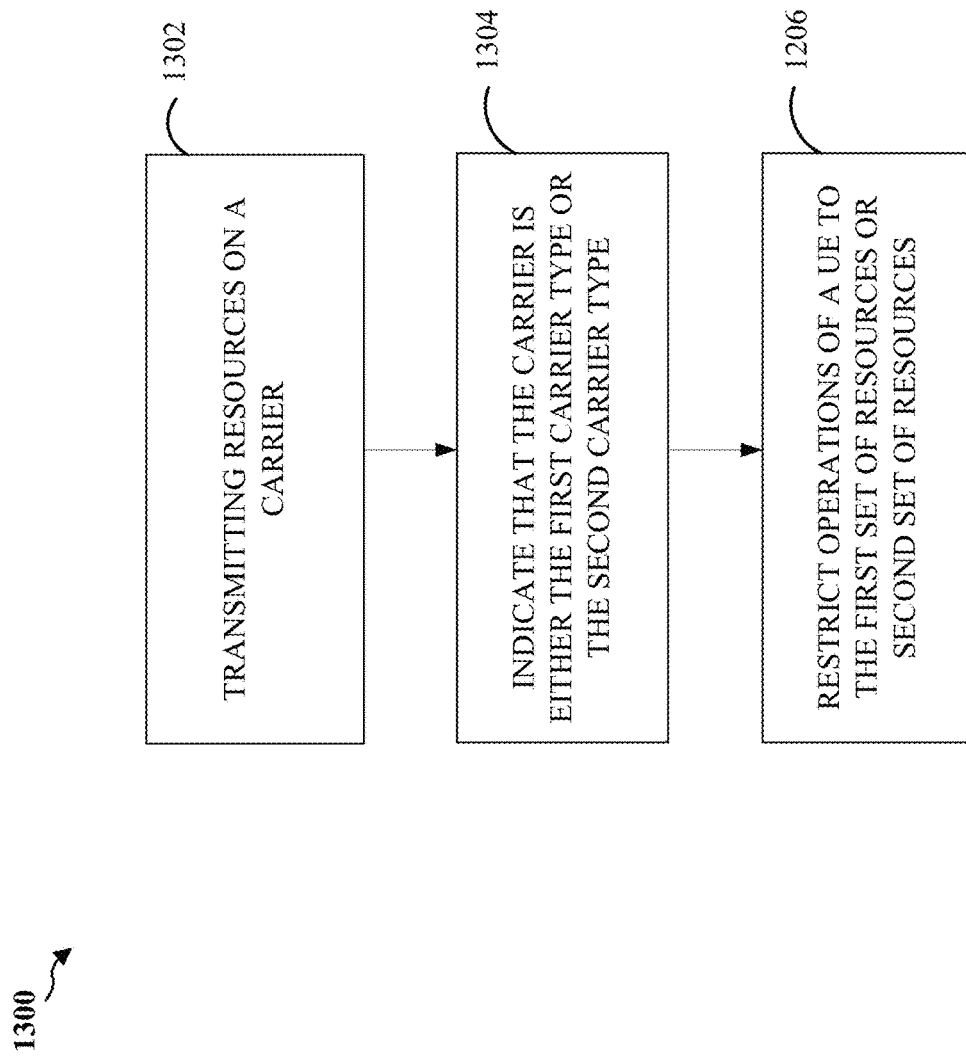 1300
TRANSMITTING RESOURCES ON A
CARRIER
1302
INDICATE THAT THE CARRIER IS
EITHER THE FIRST CARRIER TYPE OR
THE SECOND CARRIER TYPE
1304
RESTRICT OPERATIONS OF A UE TO
THE FIRST SET OF RESOURCES OR
SECOND SET OF RESOURCES
1206